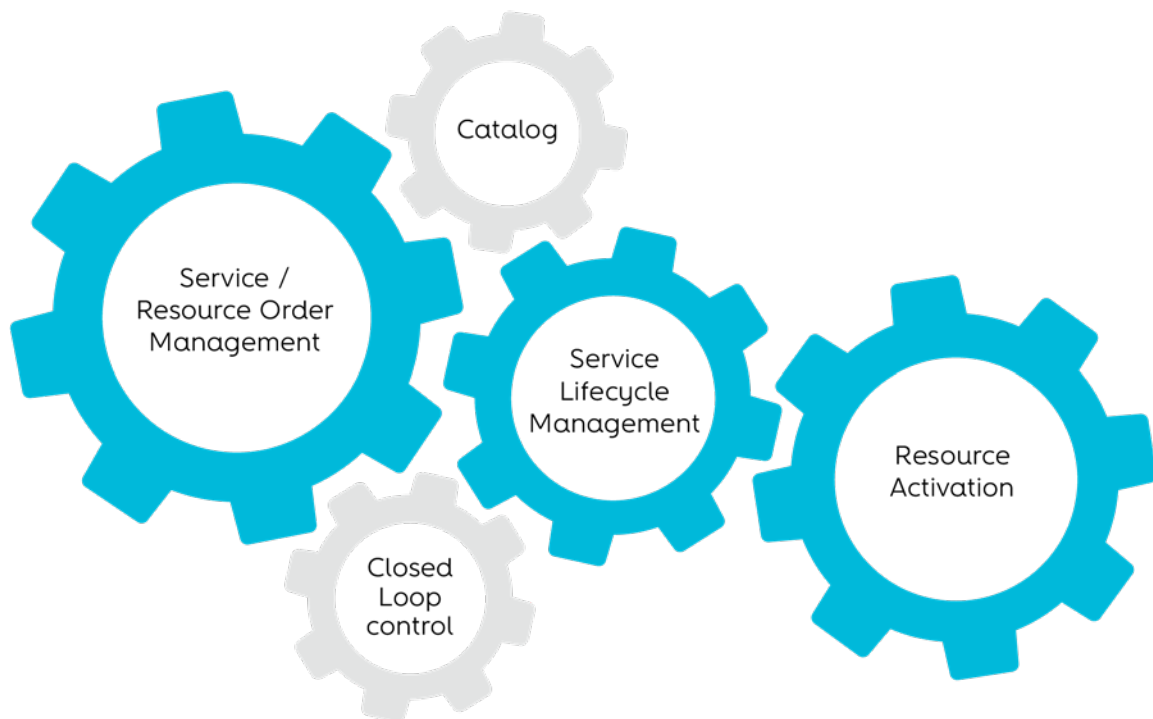 Catalog
Service /
Resource Order
Management
Service
Lifecycle
Management
Resource
Activation
Closed
Loop
control